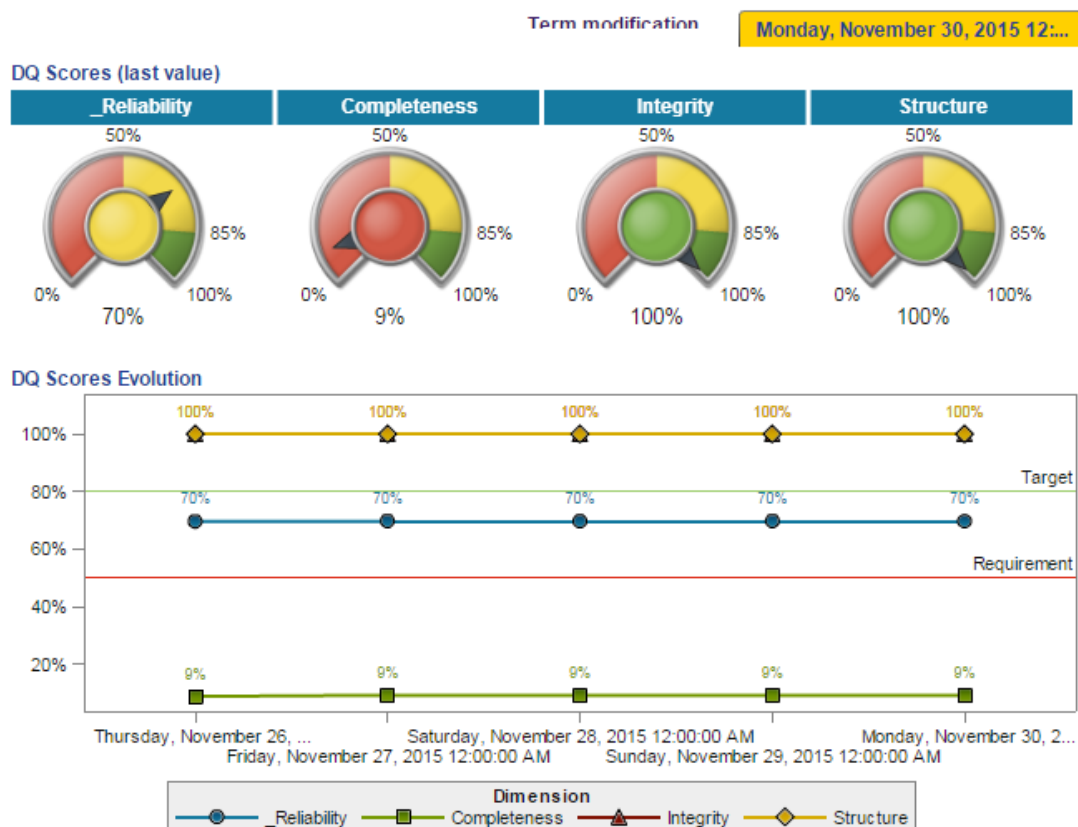 Term modification
Monday, November 30, 2015 12:...
DQ Scores (last value)
_Reliability Completeness Integrity Structure
50% 50% 50% 50%
85% 85% 85% 85%
0% 100% 0% 100% 0% 100% 0% 100%
70% 9% 100% 100%
DQ Scores Evolution
100% 100% 100% 100% 100%
100%
Target
80%
70% 70% 70% 70% 70%
60%
Requirement
40%
20%
9% 9% 9% 9% 9%
Thursday, November 26, ... Saturday, November 28, 2015 12:00:00 AM Monday, November 30, 2...
Friday, November 27, 2015 12:00:00 AM Sunday, November 29, 2015 12:00:00 AM
Dimension
_Reliability Completeness Integrity Structure